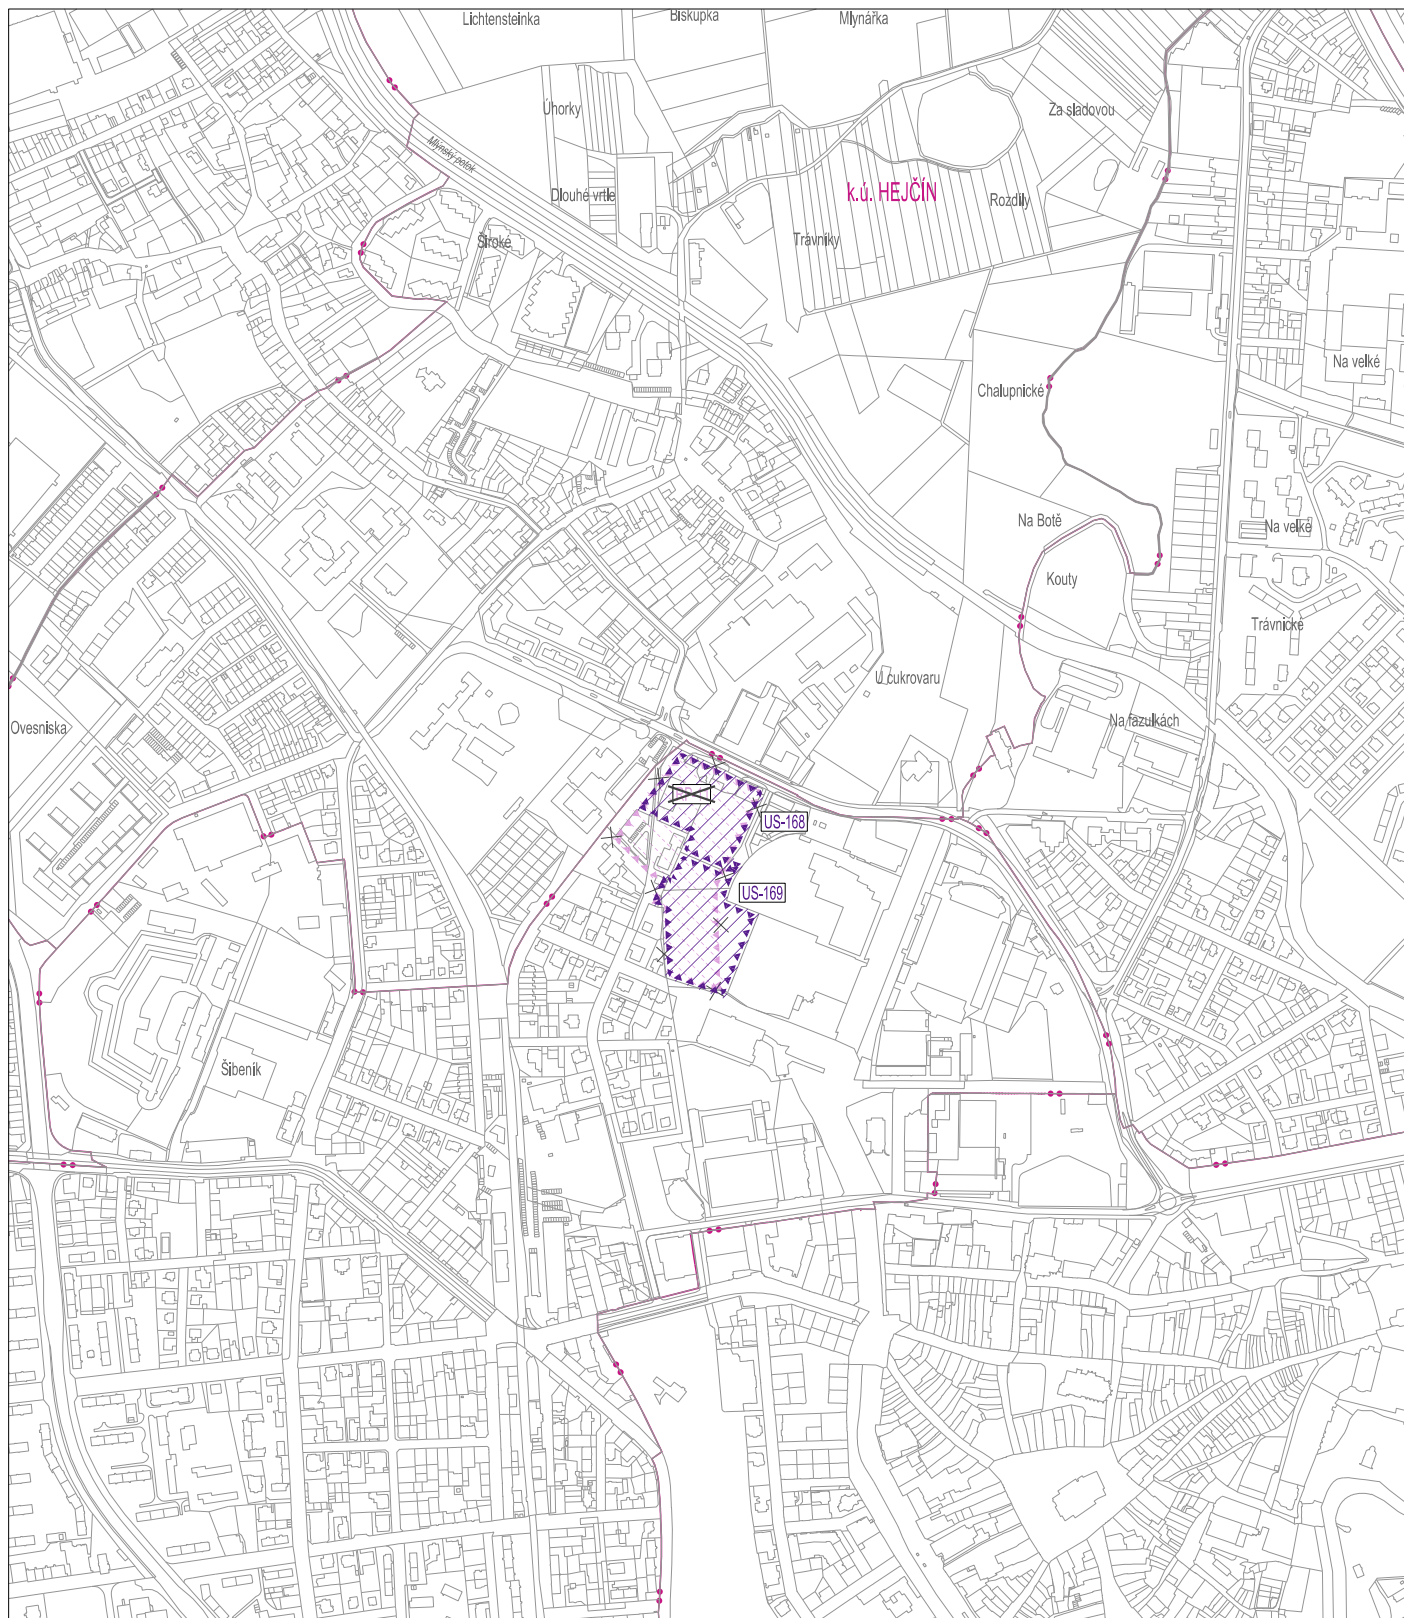 Lichtensteinka
Biskupka
Mlynářka
Úhorky
Za sladovou
Mlýnský potok
Dlouhé vrtle
k.ú. HEJČÍN
Rozdíly
Široké
Trávníky
Na velké
Chalupnické
Na Botě
Na velké
Kouty
Trávnické
U cukrovaru
Ovesniska
Na fazulkách
US-168
US-169
Šibeník